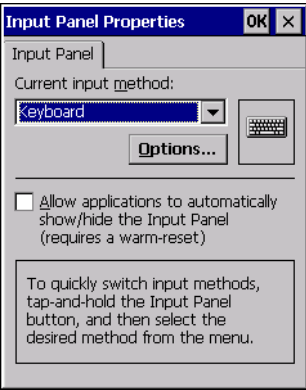 Input Panel Properties OK ×
Input Panel
Current input method:
Keyboard
Options...
Allow applications to automatically
show/hide the Input Panel
(requires a warm-reset)
To quickly switch input methods,
tap-and-hold the Input Panel
button, and then select the
desired method from the menu.